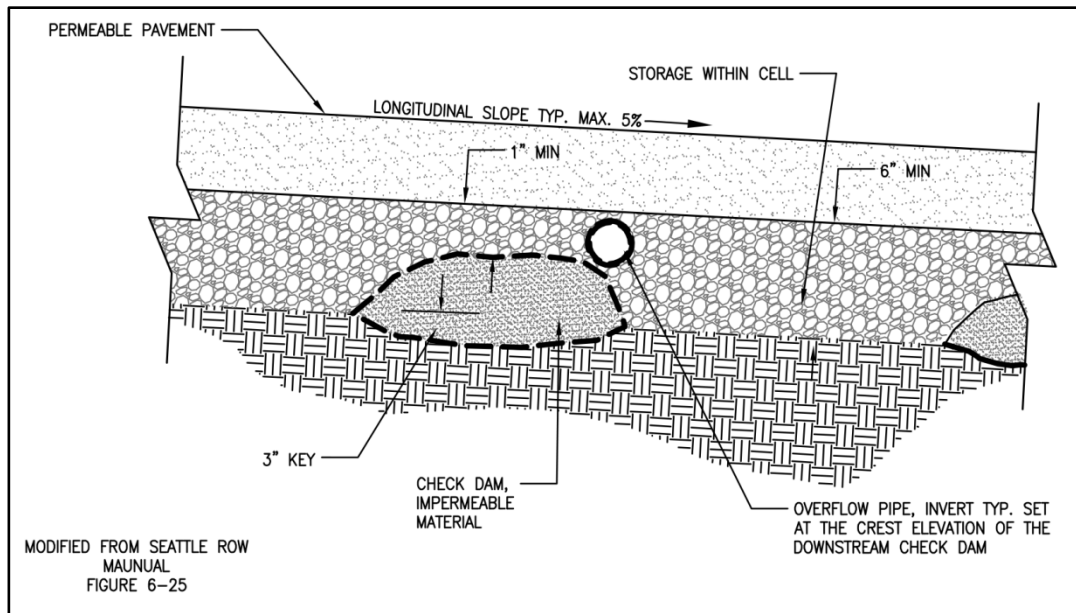 PERMEABLE PAVEMENT
STORAGE WITHIN CELL
LONGITUDINAL SLOPE TYP. MAX. 5%
1" MIN
6" MIN
3" KEY
CHECK DAM,
IMPERMEABLE
MATERIAL
OVERFLOW PIPE, INVERT TYP. SET
AT THE CREST ELEVATION OF THE
DOWNSTREAM CHECK DAM
MODIFIED FROM SEATTLE ROW
MAUNUAL
FIGURE 6-25